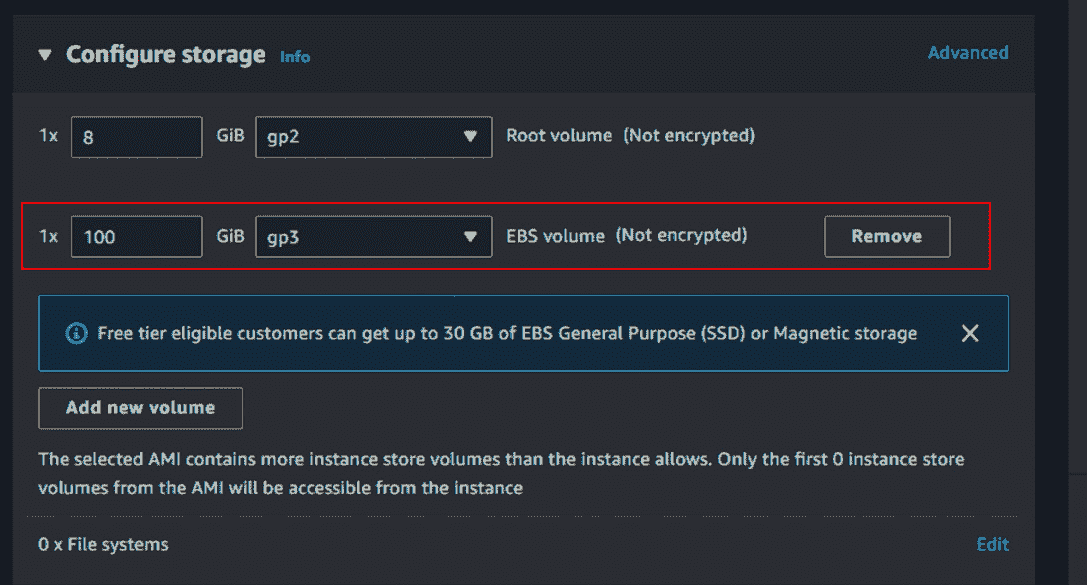 Configure storage Info Advanced
1x 8 GiB gp2 Root volume (Not encrypted)
1x 100 GiB gp3 EBS volume (Not encrypted) Remove
Free tier eligible customers can get up to 30 GB of EBS General Purpose (SSD) or Magnetic storage
Add new volume
The selected AMI contains more instance store volumes than the instance allows. Only the first 0 instance store
volumes from the AMI will be accessible from the instance
0 x File systems Edit